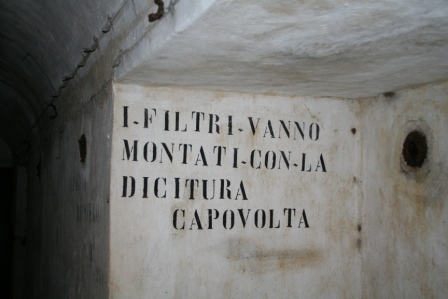 I-FILTRI-VANNO
MONTATI-CON-LA
DICITURA
CAPOVOLTA